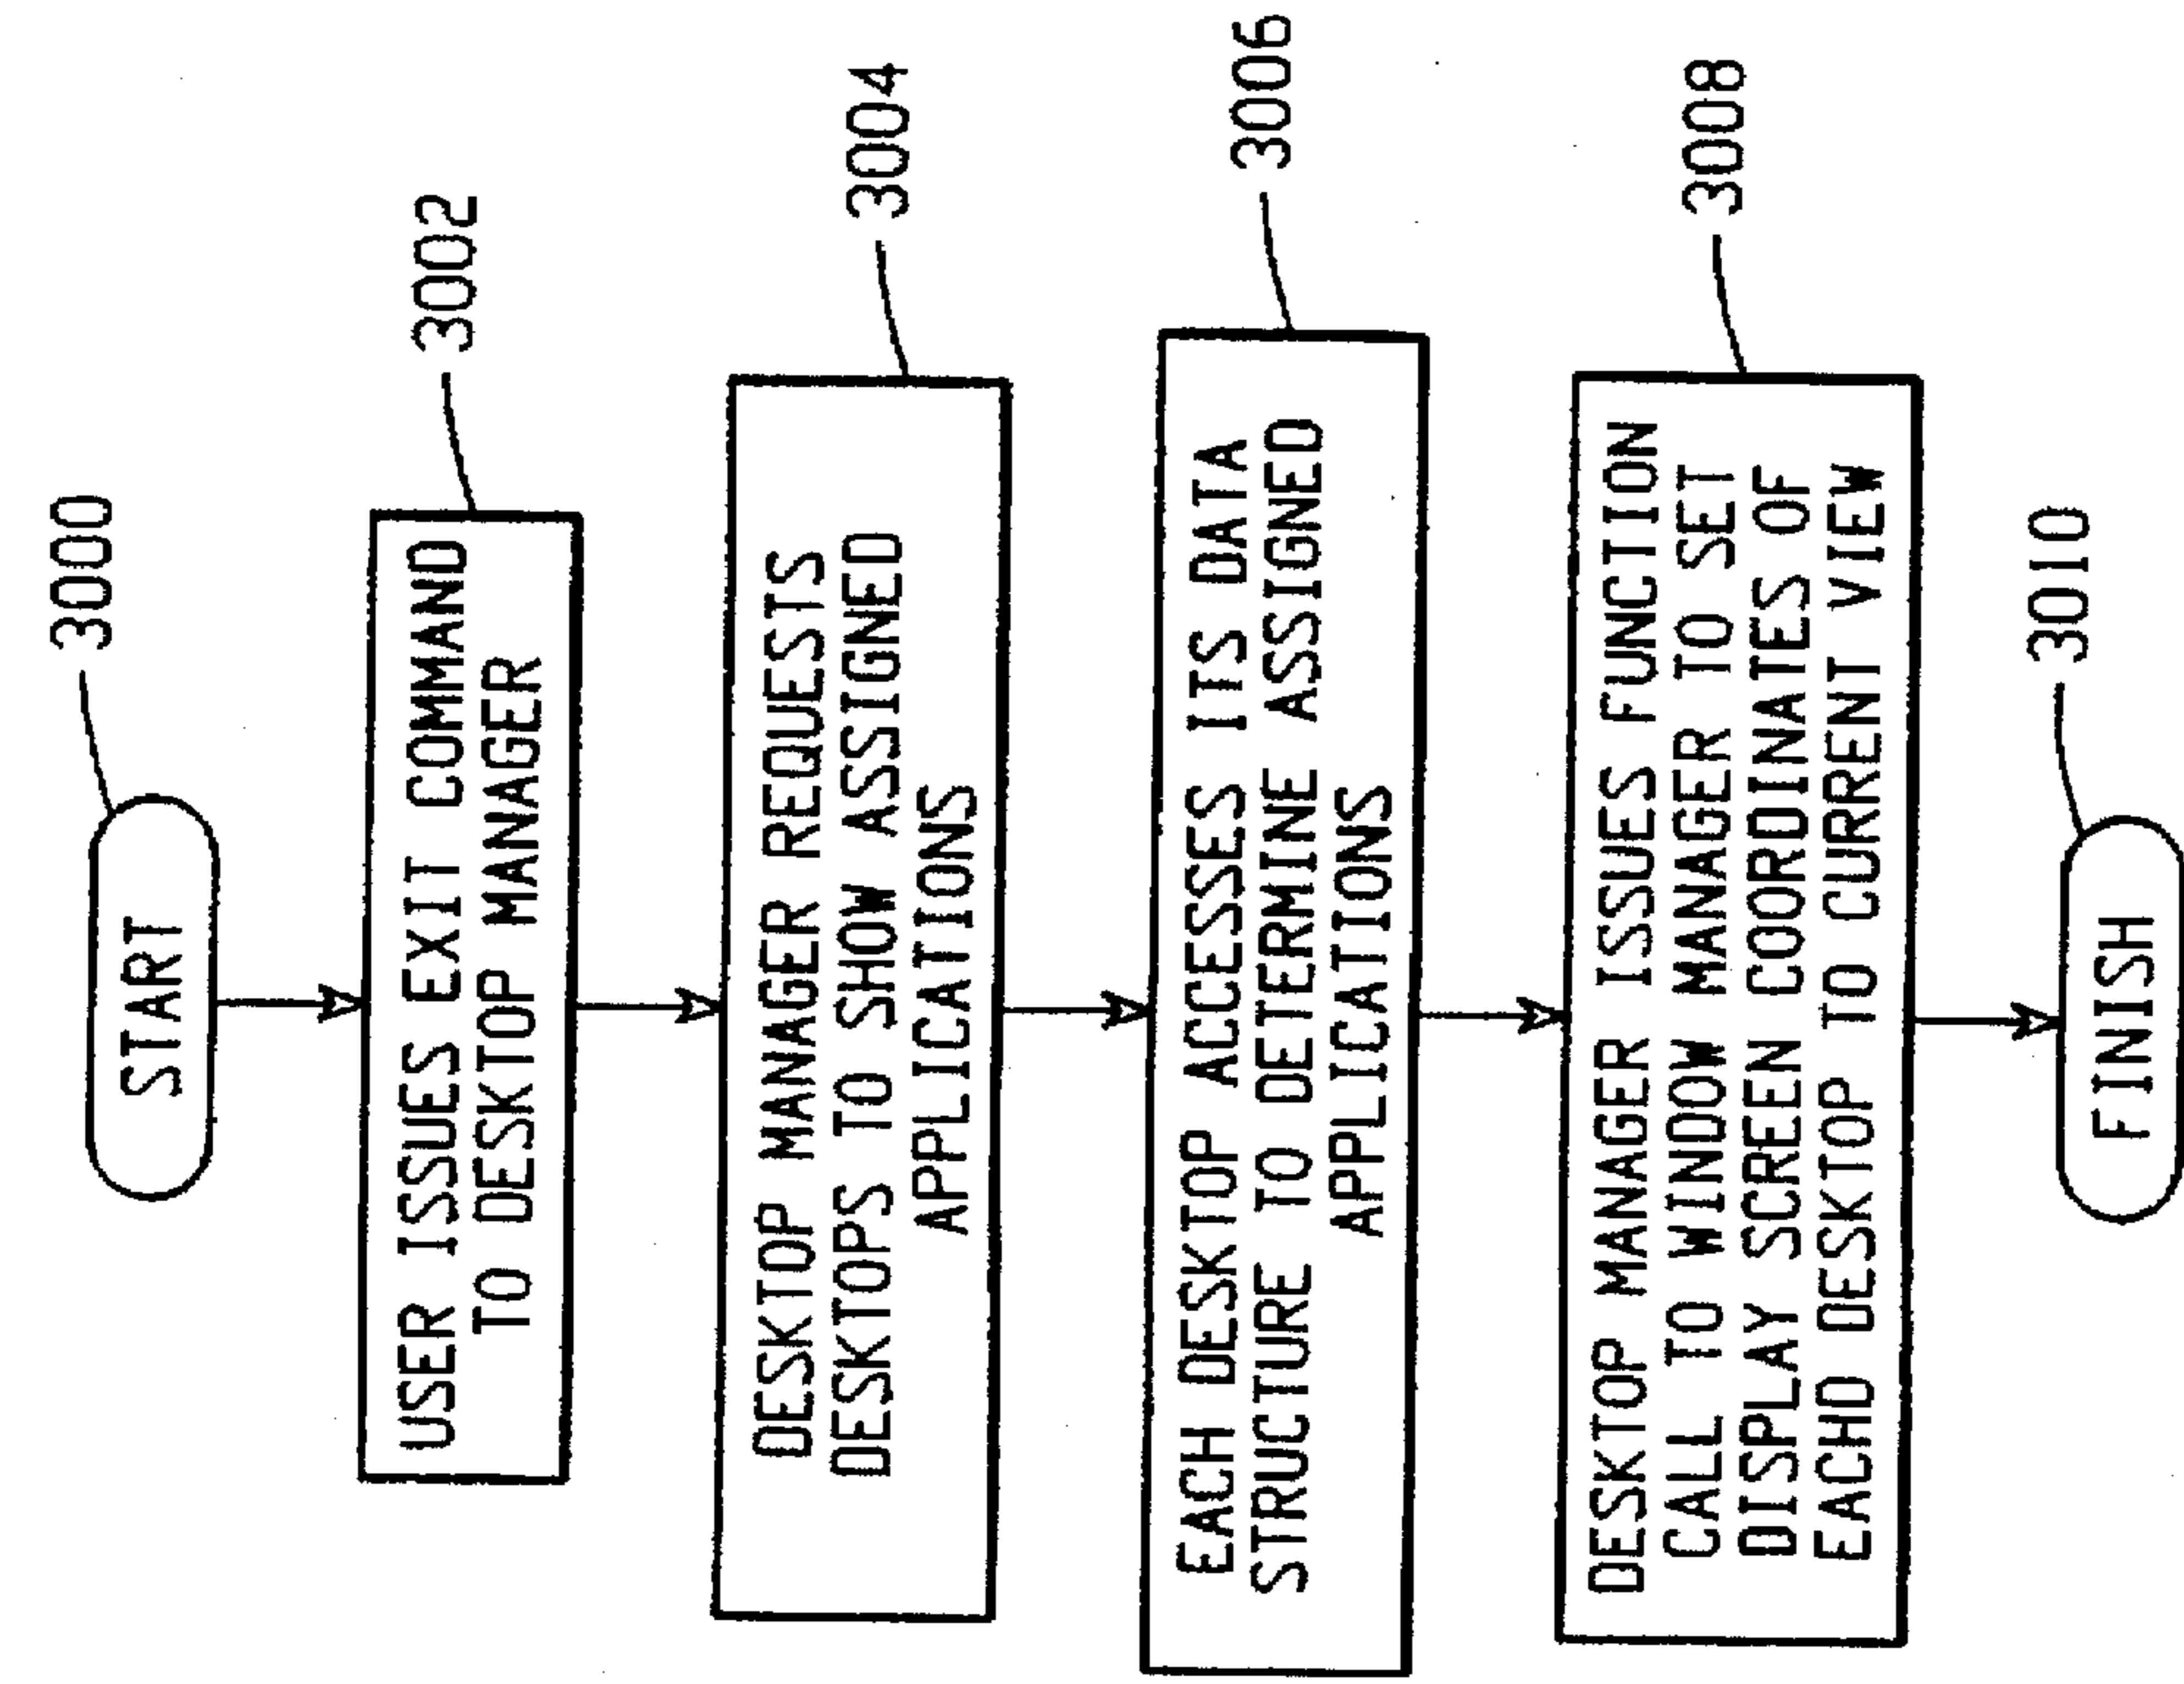 3000
START
3002
USER ISSUES EXIT COMMAND
TO DESKTOP MANAGER
3004
DESKTOP MANAGER REQUESTS
DESKTOPS TO SHOW ASSIGNED
APPLICATIONS
3006
EACH DESKTOP ACCESSES ITS DATA
STRUCTURE TO DETERMINE ASSIGNED
APPLICATIONS
3008
DESKTOP MANAGER ISSUES FUNCTION
CALL TO WINDOW MANAGER TO SET
DISPLAY SCREEN COORDINATES OF
EACHO DESKTOP TO CURRENT VIEW
3010
FINISH